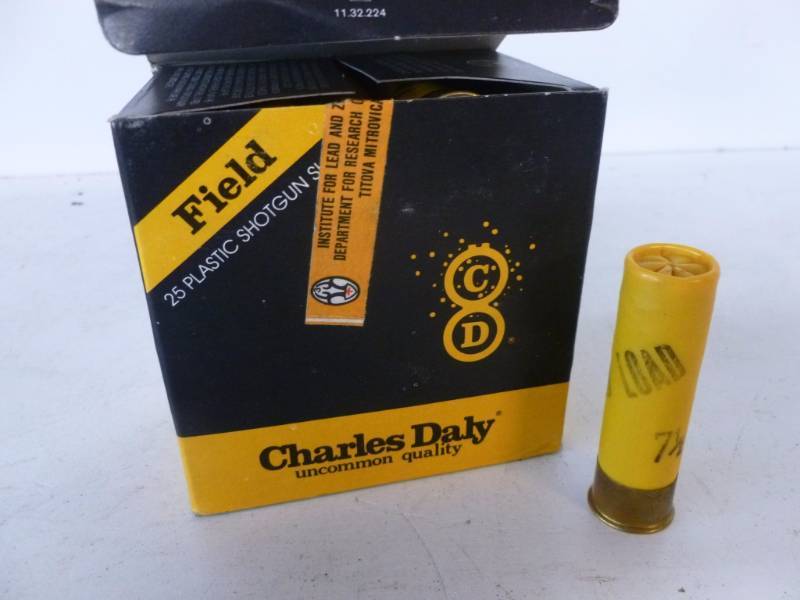 11.32.224
Field
25 PLASTIC SHOTGUN
INSTITUTE FOR LEAD AND
DEPARTMENT FOR RESEARCH
TITOVA MITROVICA
C
D
Charles Daly®
uncommon quality
LOAD
7½